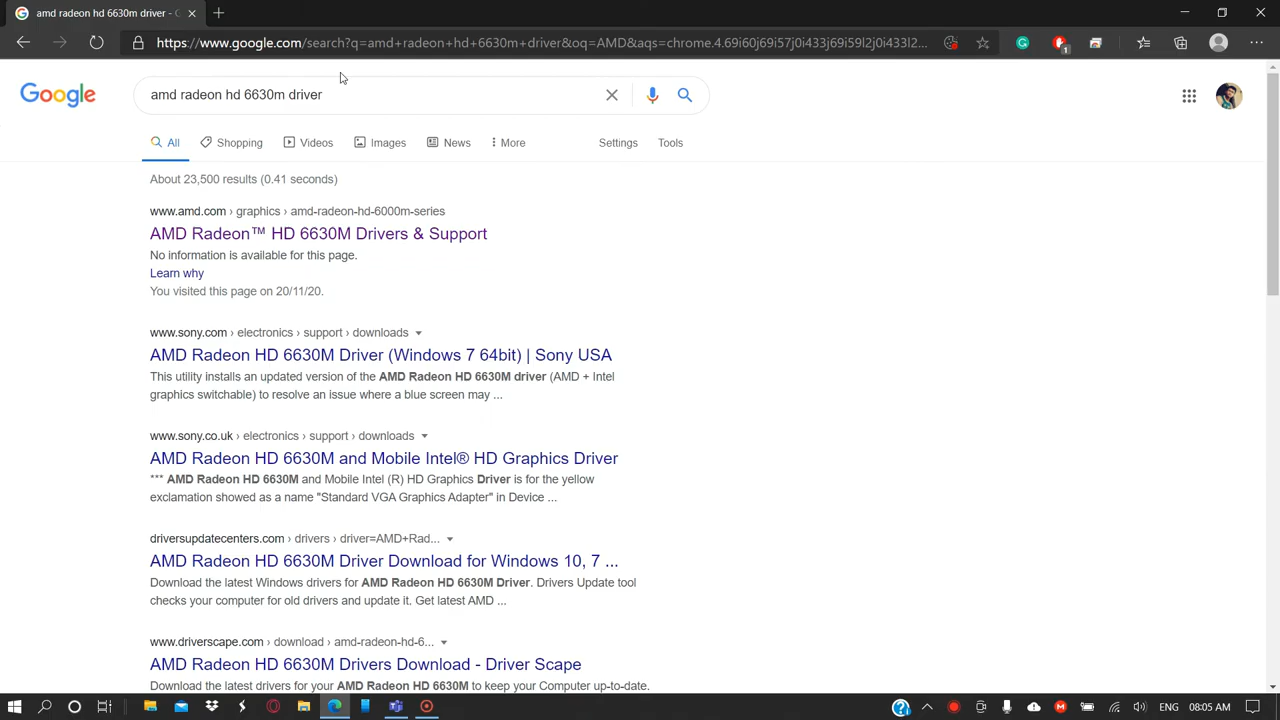 amd radeon hd 6630m driver - G
https://www.google.com/search?q=amd+radeon+hd+6630m+driver&oq=AMD&aqs=chrome.4.69i60j69i57j0i433j69i59l2j0i433l2...
1
Google
amd radeon hd 6630m driver
All
Shopping
Videos
Images
News
More
Settings
Tools
About 23,500 results (0.41 seconds)
www.amd.com › graphics › amd-radeon-hd-6000m-series
AMD Radeon™ HD 6630M Drivers & Support
No information is available for this page.
Learn why
You visited this page on 20/11/20.
www.sony.com › electronics › support › downloads
AMD Radeon HD 6630M Driver (Windows 7 64bit) | Sony USA
This utility installs an updated version of the AMD Radeon HD 6630M driver (AMD + Intel
graphics switchable) to resolve an issue where a blue screen may ...
www.sony.co.uk › electronics › support › downloads
AMD Radeon HD 6630M and Mobile Intel® HD Graphics Driver
*** AMD Radeon HD 6630M and Mobile Intel (R) HD Graphics Driver is for the yellow
exclamation showed as a name "Standard VGA Graphics Adapter" in Device ...
driversupdatecenters.com › drivers › driver=AMD+Rad...
AMD Radeon HD 6630M Driver Download for Windows 10, 7 ...
Download the latest Windows drivers for AMD Radeon HD 6630M Driver. Drivers Update tool
checks your computer for old drivers and update it. Get latest AMD ...
www.driverscape.com › download › amd-radeon-hd-6...
AMD Radeon HD 6630M Drivers Download - Driver Scape
Download the latest drivers for your AMD Radeon HD 6630M to keep your Computer up-to-date.
ENG
08:05 AM